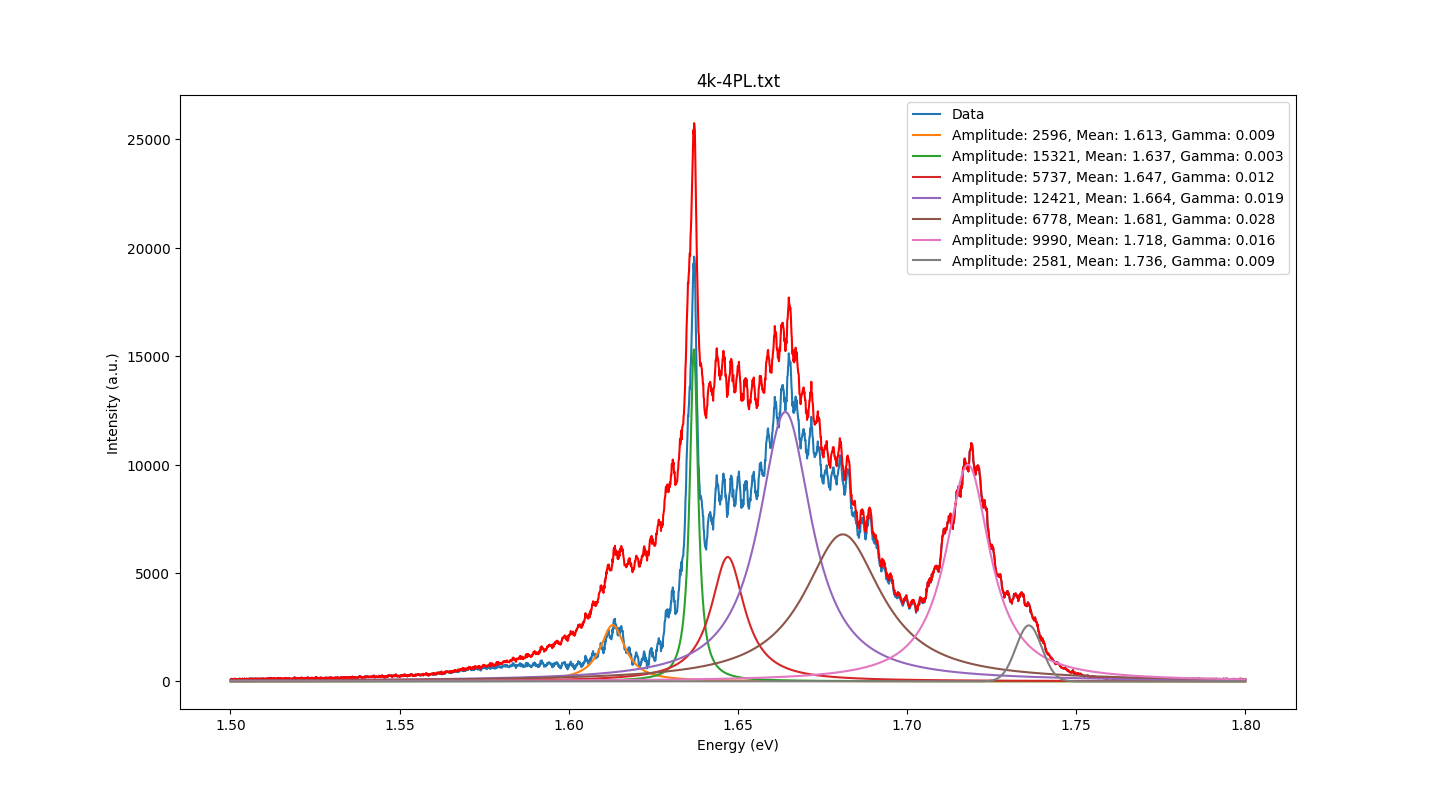 4k-4PL.txt
Data
Amplitude: 2596, Mean: 1.613, Gamma: 0.009
Amplitude: 15321, Mean: 1.637, Gamma: 0.003
Amplitude: 5737, Mean: 1.647, Gamma: 0.012
Amplitude: 12421, Mean: 1.664, Gamma: 0.019
Amplitude: 6778, Mean: 1.681, Gamma: 0.028
Amplitude: 9990, Mean: 1.718, Gamma: 0.016
Amplitude: 2581, Mean: 1.736, Gamma: 0.009
Intensity (a.u.)
25000
20000
15000
10000
5000
0
1.50 1.55 1.60 1.65 1.70 1.75 1.80
Energy (eV)